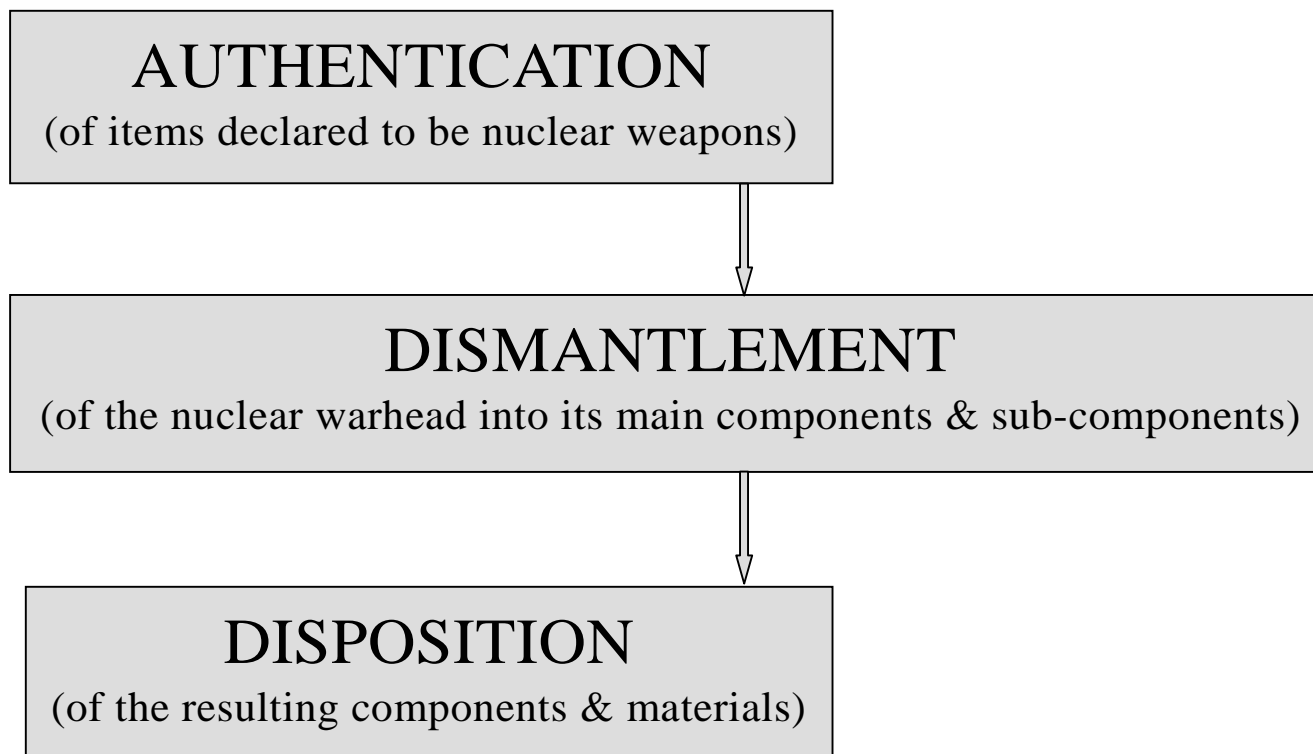 AUTHENTICATION
(of items declared to be nuclear weapons)
DISMANTLEMENT
(of the nuclear warhead into its main components & sub-components)
DISPOSITION
(of the resulting components & materials)